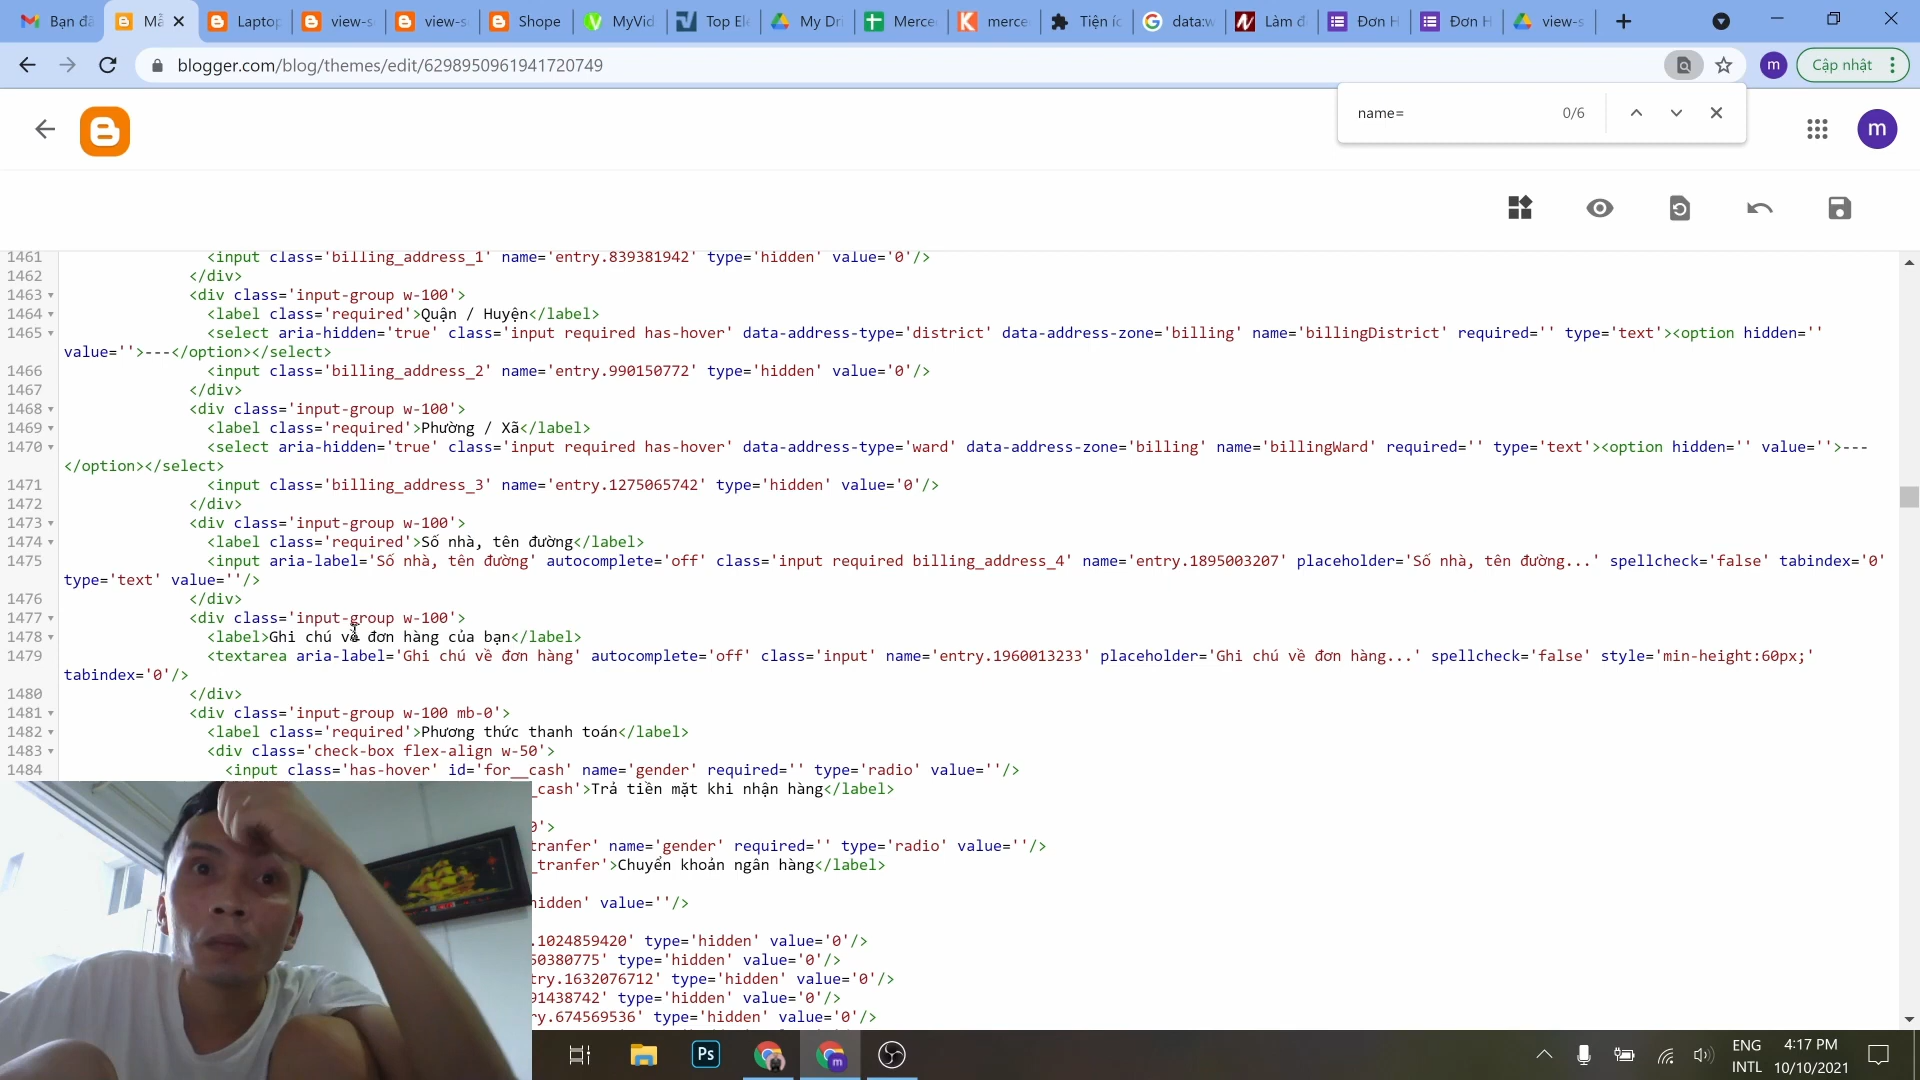 Bạn đã
Mẫ
Laptop
view-s
view-s
Shope
MyVid
Top El
My Dri
Merce
merce
Tiện íc
data:w
Làm đ
Đơn H
Đơn H
view-s
blogger.com/blog/themes/edit/6298950961941720749
m
Cập nhật
name=
0/6
m
1461 <input class='billing_address_1' name='entry.839381942' type='hidden' value='0'/>
1462 </div>
1463 <div class='input-group w-100'>
1464 <label class='required'>Quận / Huyện</label>
1465 <select aria-hidden='true' class='input required has-hover' data-address-type='district' data-address-zone='billing' name='billingDistrict' required='' type='text'><option hidden=''
value=''>---</option></select>
1466 <input class='billing_address_2' name='entry.990150772' type='hidden' value='0'/>
1467 </div>
1468 <div class='input-group w-100'>
1469 <label class='required'>Phường / Xã</label>
1470 <select aria-hidden='true' class='input required has-hover' data-address-type='ward' data-address-zone='billing' name='billingWard' required='' type='text'><option hidden='' value=''>---
</option></select>
1471 <input class='billing_address_3' name='entry.1275065742' type='hidden' value='0'/>
1472 </div>
1473 <div class='input-group w-100'>
1474 <label class='required'>Số nhà, tên đường</label>
1475 <input aria-label='Số nhà, tên đường' autocomplete='off' class='input required billing_address_4' name='entry.1895003207' placeholder='Số nhà, tên đường...' spellcheck='false' tabindex='0'
type='text' value=''/>
1476 </div>
1477 <div class='input-group w-100'>
1478 <label>Ghi chú về đơn hàng của bạn</label>
1479 <textarea aria-label='Ghi chú về đơn hàng' autocomplete='off' class='input' name='entry.1960013233' placeholder='Ghi chú về đơn hàng...' spellcheck='false' style='min-height:60px;'
tabindex='0'/>
1480 </div>
1481 <div class='input-group w-100 mb-0'>
1482 <label class='required'>Phương thức thanh toán</label>
1483 <div class='check-box flex-align w-50'>
1484 <input class='has-hover' id='for__cash' name='gender' required='' type='radio' value=''/>
_cash'>Trả tiền mặt khi nhận hàng</label>
0'>
tranfer' name='gender' required='' type='radio' value=''/>
_tranfer'>Chuyển khoản ngân hàng</label>
hidden' value=''/>
.1024859420' type='hidden' value='0'/>
50380775' type='hidden' value='0'/>
try.1632076712' type='hidden' value='0'/>
91438742' type='hidden' value='0'/>
ry.674569536' type='hidden' value='0'/>
Ps
m
ENG
INTL
4:17 PM
10/10/2021